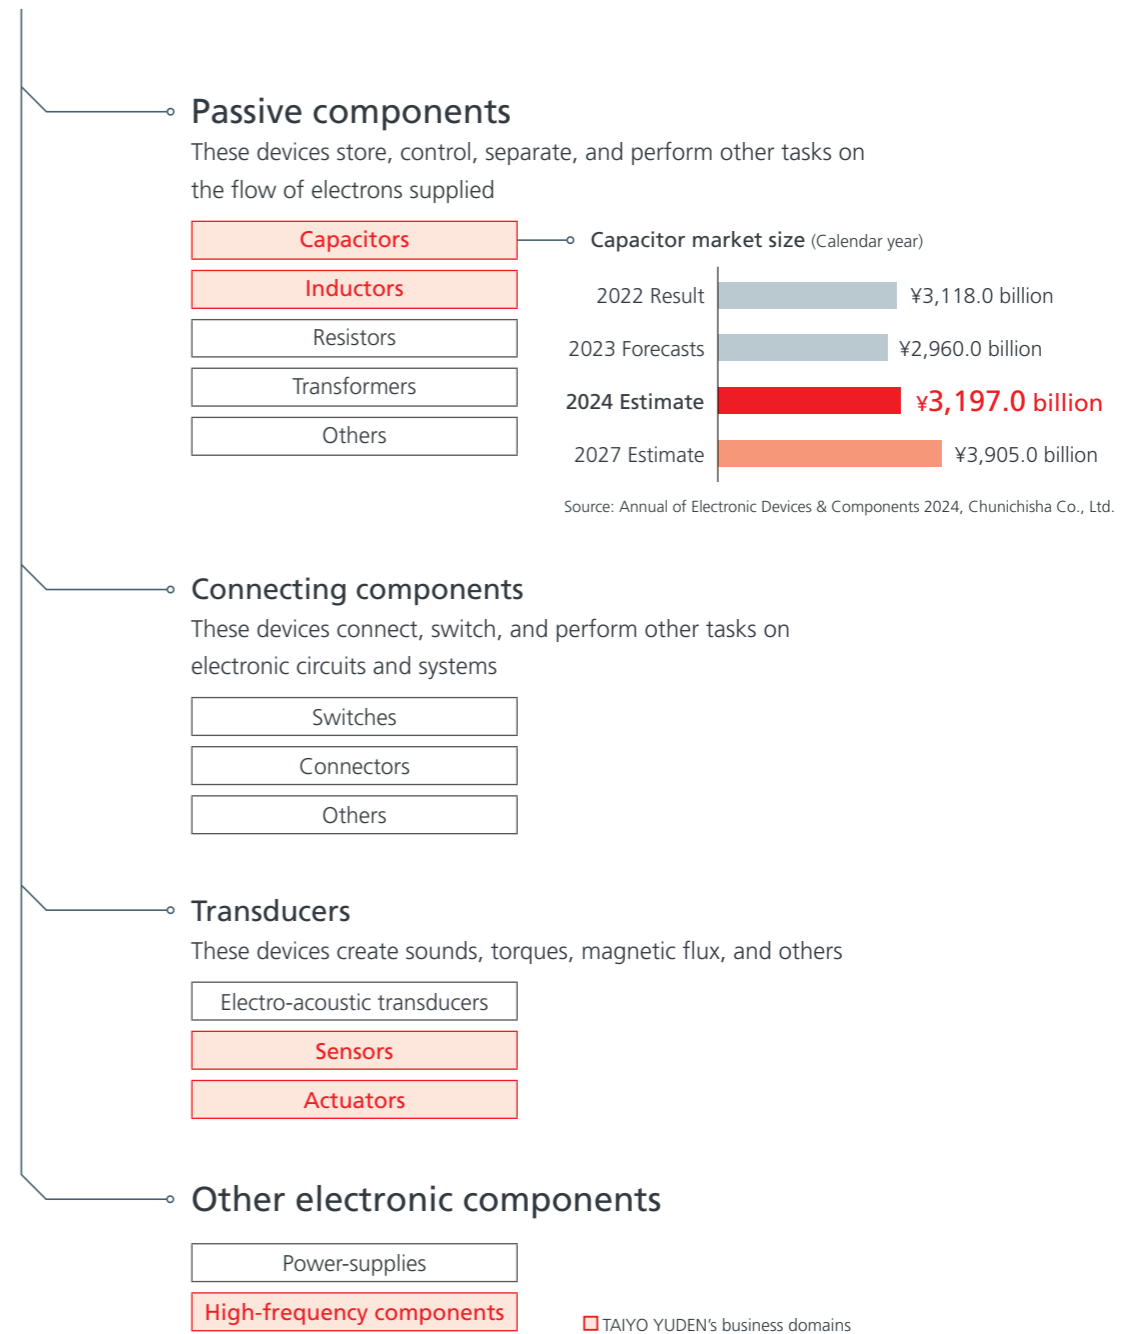 Passive components
These devices store, control, separate, and perform other tasks on
the flow of electrons supplied
Capacitors
Inductors
Resistors
Transformers
Others
Capacitor market size (Calendar year)
2022 Result ¥3,118.0 billion
2023 Forecasts ¥2,960.0 billion
2024 Estimate ¥3,197.0 billion
2027 Estimate ¥3,905.0 billion
Source: Annual of Electronic Devices & Components 2024, Chunichisha Co., Ltd.
Connecting components
These devices connect, switch, and perform other tasks on
electronic circuits and systems
Switches
Connectors
Others
Transducers
These devices create sounds, torques, magnetic flux, and others
Electro-acoustic transducers
Sensors
Actuators
Other electronic components
Power-supplies
High-frequency components
TAIYO YUDEN's business domains